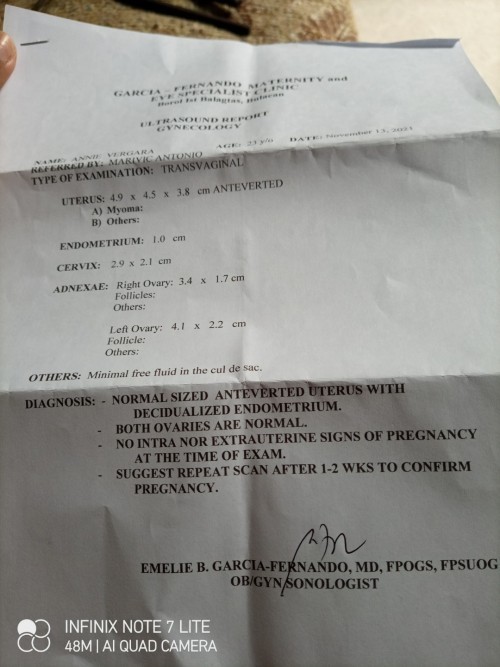 GARCIA – FERNANDO MATERNITY and
EYE SPECIALIST CLINIC
Borol 1st Balagtas, Bulacan
ULTRASOUND REPORT
GYNECOLOGY
NAME: ANNIE VERGARA AGE: 23 y/o DATE: November 13, 2021
REFERRED BY: MARIVIC ANTONIO
TYPE OF EXAMINATION: TRANSVAGINAL
UTERUS: 4.9 x 4.5 x 3.8 cm ANTEVERTED
A) Myoma:
B) Others:
ENDOMETRIUM: 1.0 cm
CERVIX: 2.9 x 2.1 cm
ADNEXAE: Right Ovary: 3.4 x 1.7 cm
Follicles:
Others:
Left Ovary: 4.1 x 2.2 cm
Follicle:
Others:
OTHERS: Minimal free fluid in the cul de sac.
DIAGNOSIS: - NORMAL SIZED ANTEVERTED UTERUS WITH
DECIDUALIZED ENDOMETRIUM.
- BOTH OVARIES ARE NORMAL.
- NO INTRA NOR EXTRAUTERINE SIGNS OF PREGNANCY
AT THE TIME OF EXAM.
- SUGGEST REPEAT SCAN AFTER 1-2 WKS TO CONFIRM
PREGNANCY.
EMELIE B. GARCIA-FERNANDO, MD, FPOGS, FPSUOG
OB/GYN SONOLOGIST
INFINIX NOTE 7 LITE
48M | AI QUAD CAMERA